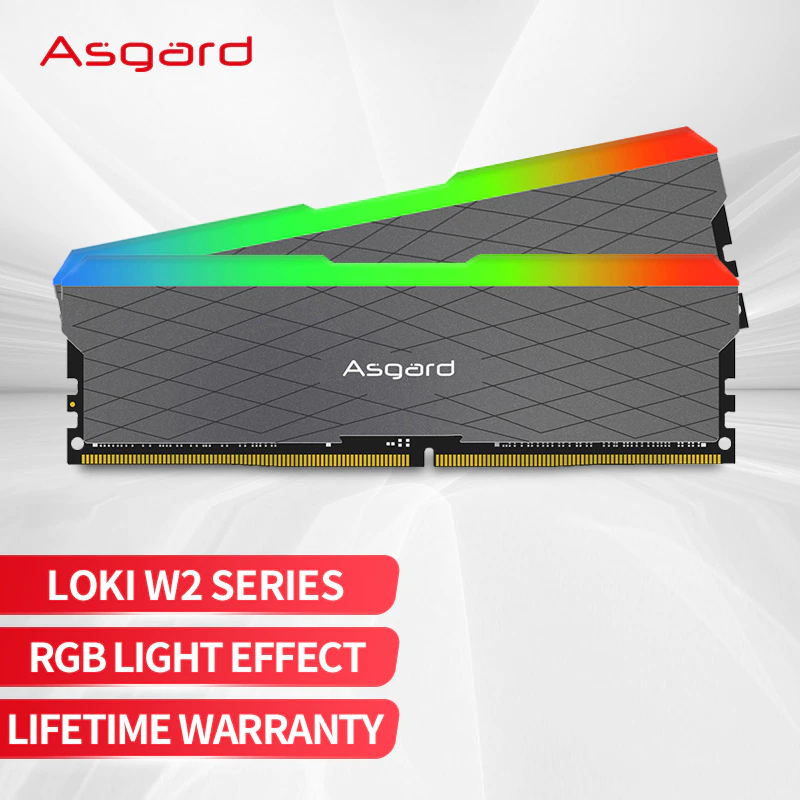 Asgard
Asgard
LOKI W2 SERIES
RGB LIGHT EFFECT
LIFETIME WARRANTY